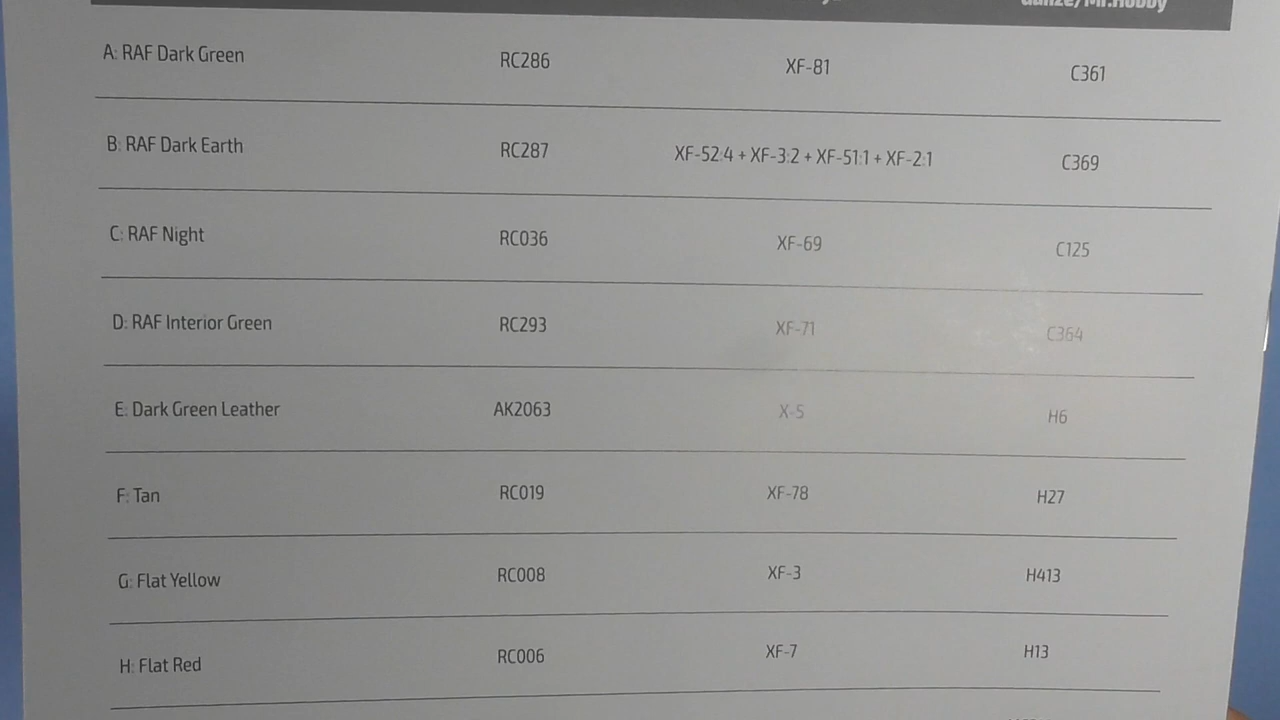 Gunze/Mr.Hobby
A: RAF Dark Green RC286 XF-81 C361
B: RAF Dark Earth RC287 XF-52:4 + XF-3:2 + XF-51:1 + XF-2:1 C369
C: RAF Night RC036 XF-69 C125
D: RAF Interior Green RC293 XF-71 C364
E: Dark Green Leather AK2063 X-5 H6
F: Tan RC019 XF-78 H27
G: Flat Yellow RC008 XF-3 H413
H: Flat Red RC006 XF-7 H13